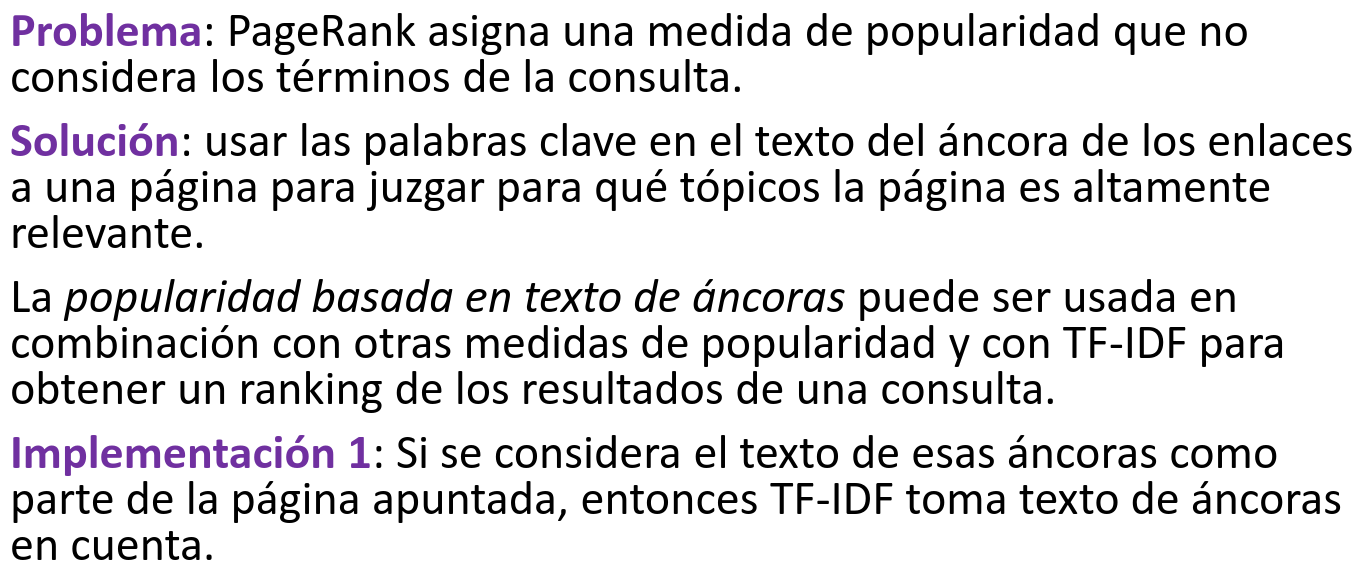 Problema: PageRank asigna una medida de popularidad que no
considera los términos de la consulta.
Solución: usar las palabras clave en el texto del áncora de los enlaces
a una página para juzgar para qué tópicos la página es altamente
relevante.
La popularidad basada en texto de áncoras puede ser usada en
combinación con otras medidas de popularidad y con TF-IDF para
obtener un ranking de los resultados de una consulta.
Implementación 1: Si se considera el texto de esas áncoras como
parte de la página apuntada, entonces TF-IDF toma texto de áncoras
en cuenta.